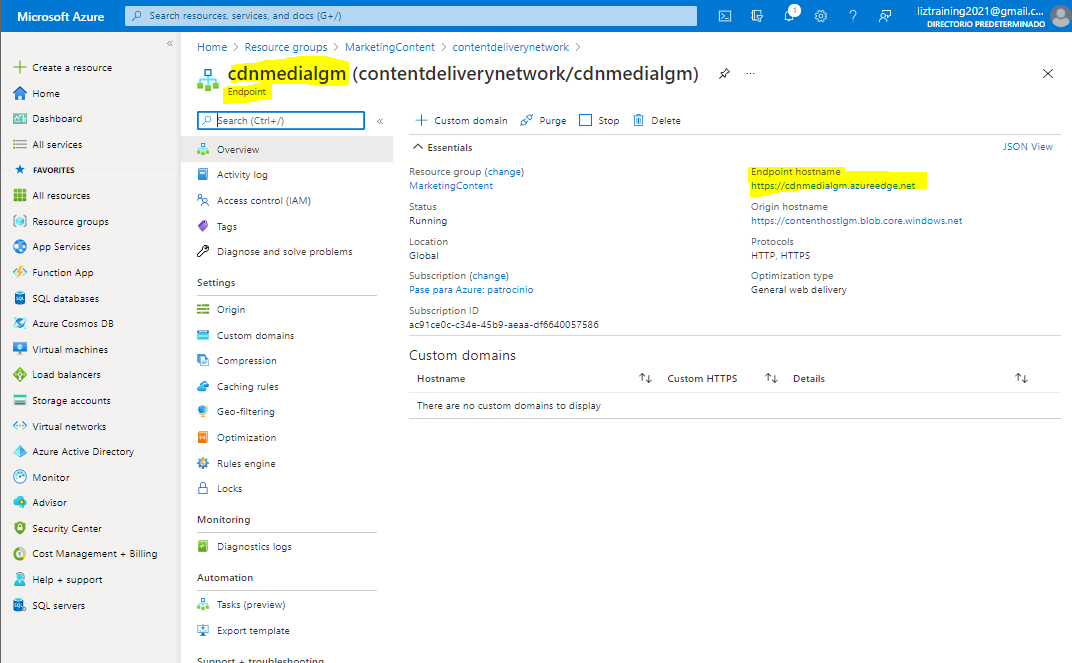 Microsoft Azure
Search resources, services, and docs (G+/)
1
liztraining2021@gmail.c...
DIRECTORIO PREDETERMINADO
«
Create a resource
Home
Dashboard
All services
FAVORITES
All resources
Resource groups
App Services
Function App
SQL databases
Azure Cosmos DB
Virtual machines
Load balancers
Storage accounts
Virtual networks
Azure Active Directory
Monitor
Advisor
Security Center
Cost Management + Billing
Help + support
SQL servers
Home > Resource groups > MarketingContent > contentdeliverynetwork >
cdnmedialgm (contentdeliverynetwork/cdnmedialgm)
Endpoint
Search (Ctrl+/)
«
Overview
Activity log
Access control (IAM)
Tags
Diagnose and solve problems
Settings
Origin
Custom domains
Compression
Caching rules
Geo-filtering
Optimization
Rules engine
Locks
Monitoring
Diagnostics logs
Automation
Tasks (preview)
Export template
Support + troubleshooting
Custom domain Purge Stop Delete
Essentials
JSON View
Resource group (change)
MarketingContent
Status
Running
Location
Global
Subscription (change)
Pase para Azure: patrocinio
Subscription ID
ac91ce0c-c34e-45b9-aeaa-df6640057586
Endpoint hostname
https://cdnmedialgm.azureedge.net
Origin hostname
https://contenthostlgm.blob.core.windows.net
Protocols
HTTP, HTTPS
Optimization type
General web delivery
Custom domains
Hostname Custom HTTPS Details
There are no custom domains to display